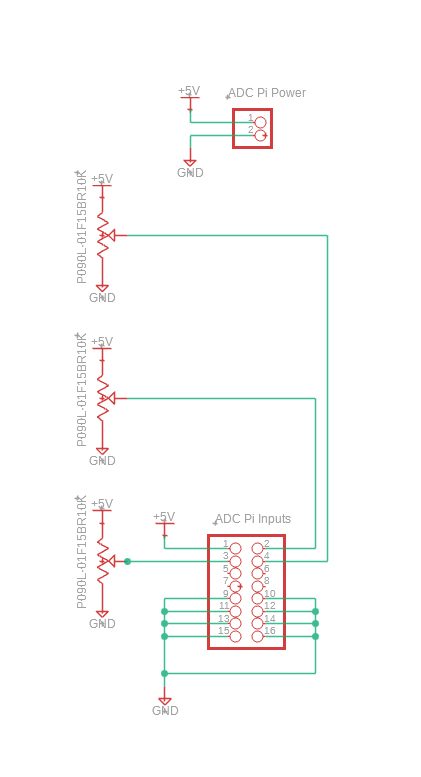 +5V
ADC Pi Power
1
2
GND
+5V
P090L-01F15BR10K
GND
+5V
P090L-01F15BR10K
GND
+5V
P090L-01F15BR10K
GND
+5V
ADC Pi Inputs
1 2
3 4
5 6
7 8
9 10
11 12
13 14
15 16
GND